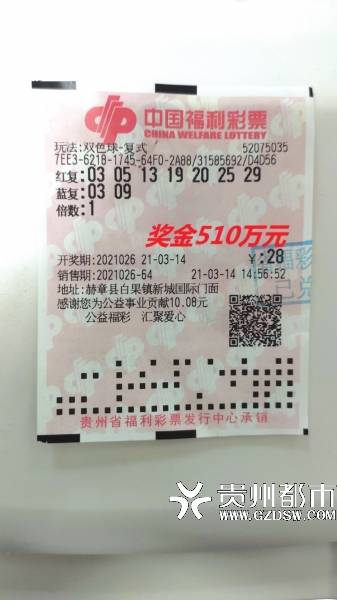 中国福利彩票
CHINA WELFARE LOTTERY
玩法:双色球-复式 52075035
7EE3-621B-1745-64F0-2A88/31585692/D4D56
红复:03 05 13 19 20 25 29
蓝复:03 09
倍数:1
奖金510万元
开奖期:2021026 21-03-14 ¥:28
销售期:2021026-64 21-03-14 14:56:52
地址:赫章县白果镇新城国际门面
感谢您为公益事业贡献10.08元
公益福彩 汇聚爱心
福彩
已兑
贵州省福利彩票发行中心承销
贵州都市
WWW.GZDSW.C